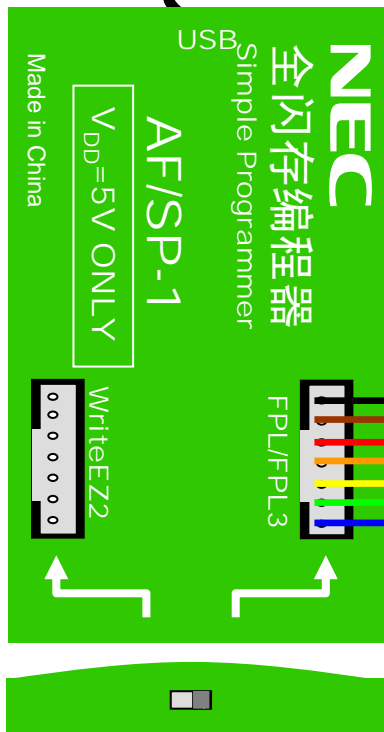 NEC
全闪存编程器
USB
Simple Programmer
AF/SP-1
V_DD=5V ONLY
Made in China
WriteEZ2
FPL/FPL3